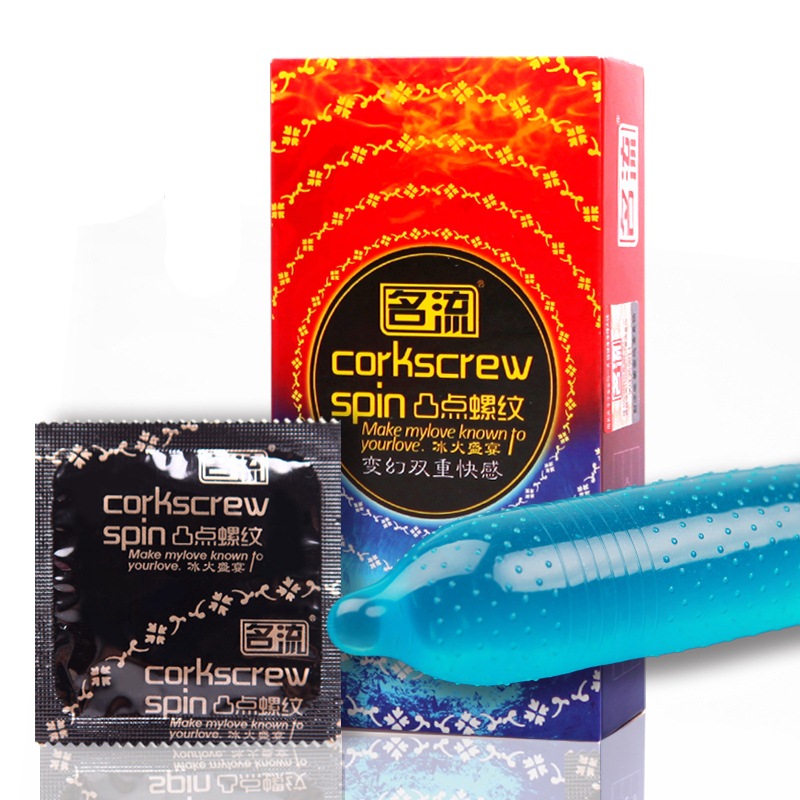 名流®
corkscrew
spin 凸点螺纹
Make mylove known to
yourlove. 冰火盛宴
变幻双重快感
名流
名流
corkscrew
spin 凸点螺纹
Make mylove known to
yourlove. 冰火盛宴
名流®
corkscrew
spin 凸点螺纹
Make mylove known to
yourlove. 冰火盛宴